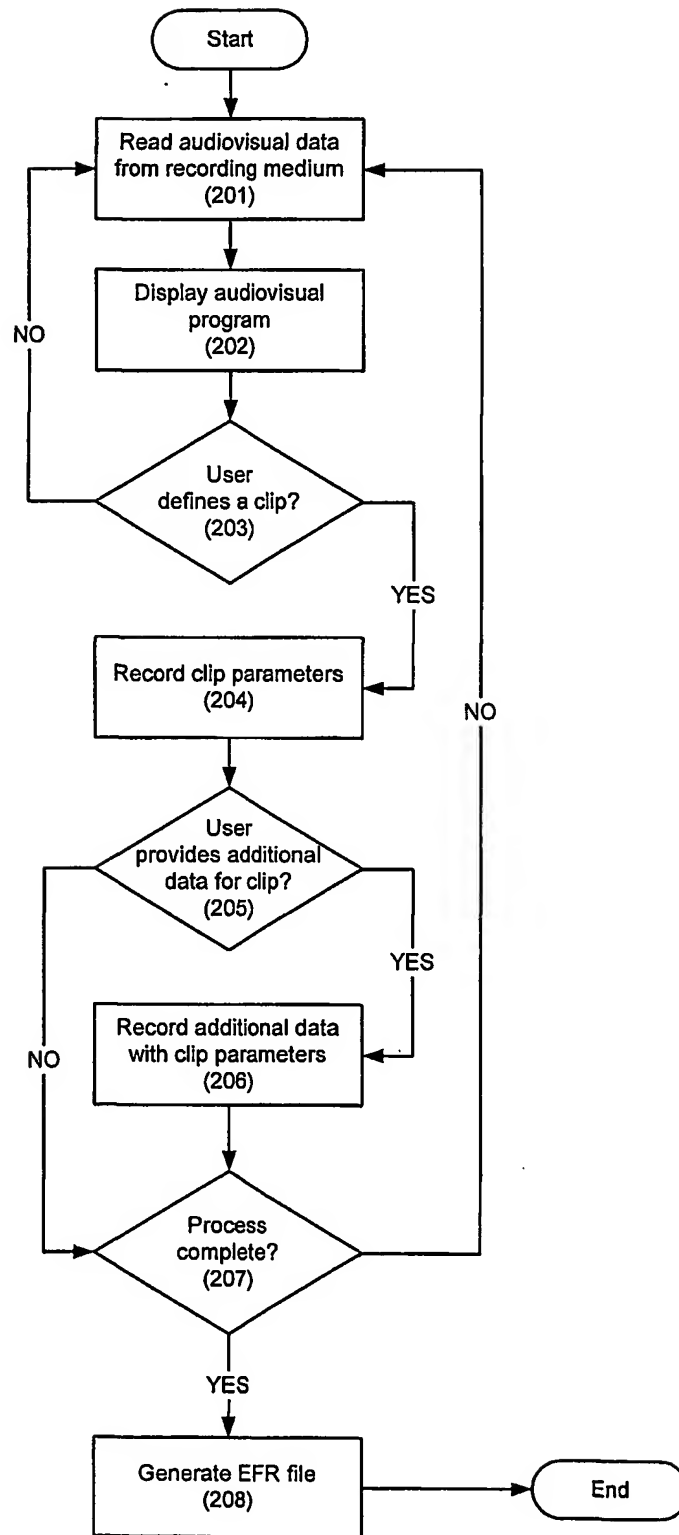 Start
Read audiovisual data
from recording medium
(201)
Display audiovisual
program
(202)
NO
User
defines a clip?
(203)
YES
Record clip parameters
(204)
NO
User
provides additional
data for clip?
(205)
YES
Record additional data
with clip parameters
(206)
NO
Process
complete?
(207)
YES
Generate EFR file
(208)
End